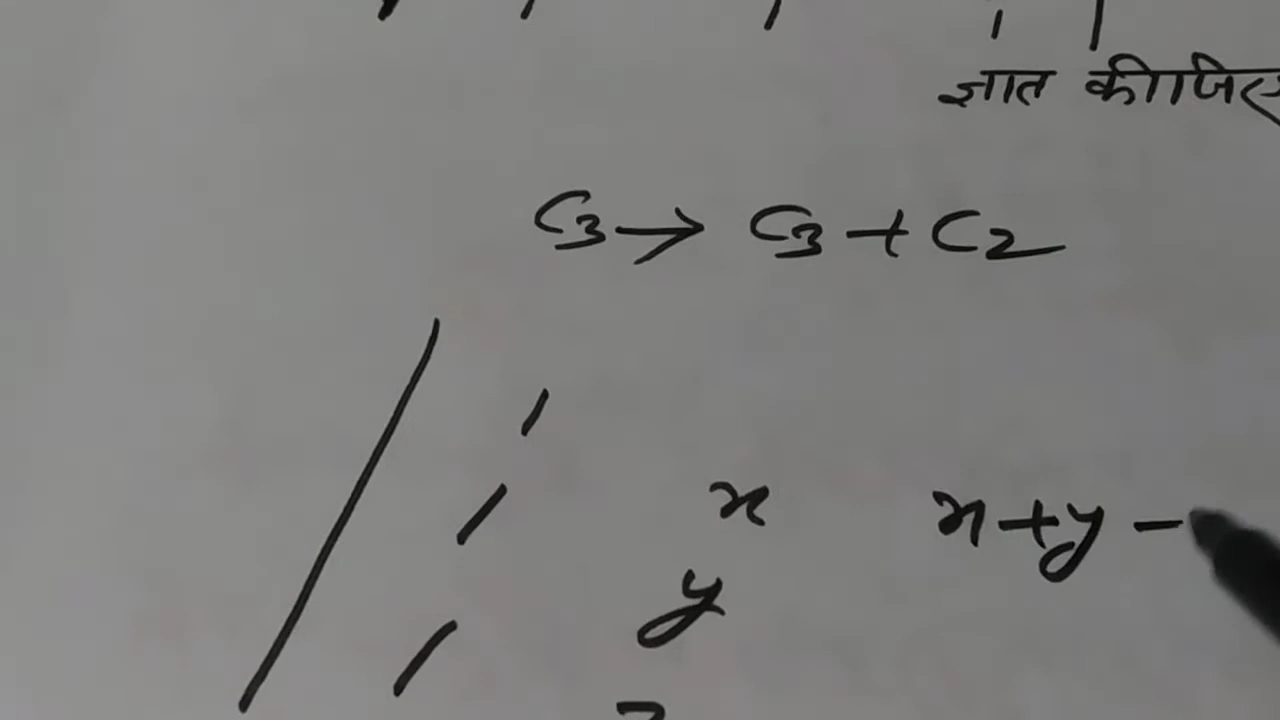 ज्ञात कीजिए
C₃ → C₃ + C₂
1 x x + y -
1 y
1 z